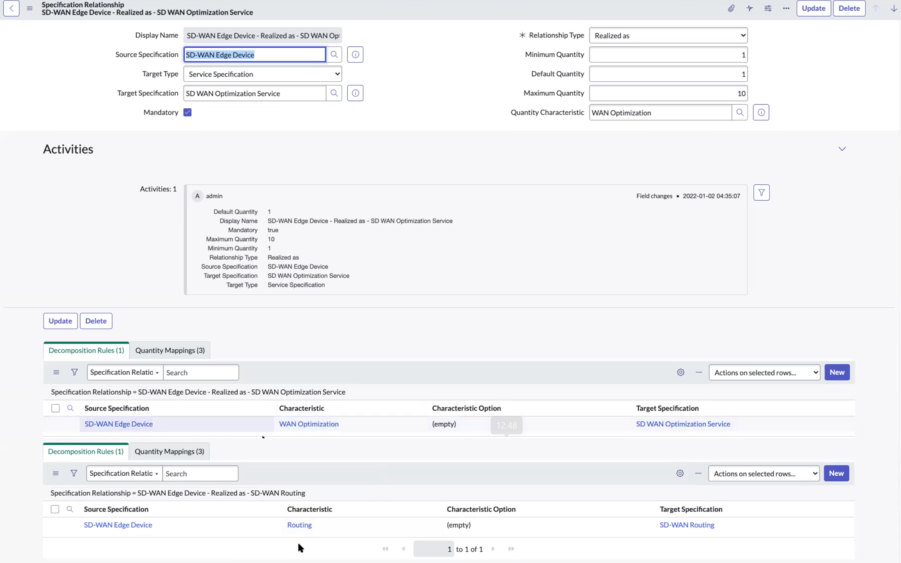 Specification Relationship
SD-WAN Edge Device - Realized as - SD WAN Optimization Service
Update Delete
Display Name SD-WAN Edge Device - Realized as - SD WAN Op
Source Specification SD-WAN Edge Device
Target Type Service Specification
Target Specification SD WAN Optimization Service
Mandatory
* Relationship Type Realized as
Minimum Quantity 1
Default Quantity 1
Maximum Quantity 10
Quantity Characteristic WAN Optimization
Activities
Activities: 1
A admin Field changes • 2022-01-02 04:35:07
Default Quantity 1
Display Name SD-WAN Edge Device - Realized as - SD WAN Optimization Service
Mandatory true
Maximum Quantity 10
Minimum Quantity 1
Relationship Type Realized as
Source Specification SD-WAN Edge Device
Target Specification SD WAN Optimization Service
Target Type Service Specification
Update Delete
Decomposition Rules (1) Quantity Mappings (3)
Specification Relatic Search Actions on selected rows... New
Specification Relationship = SD-WAN Edge Device - Realized as - SD WAN Optimization Service
Source Specification Characteristic Characteristic Option Target Specification
SD-WAN Edge Device WAN Optimization (empty) SD WAN Optimization Service
12:48
Decomposition Rules (1) Quantity Mappings (3)
Specification Relatic Search Actions on selected rows... New
Specification Relationship = SD-WAN Edge Device - Realized as - SD-WAN Routing
Source Specification Characteristic Characteristic Option Target Specification
SD-WAN Edge Device Routing (empty) SD-WAN Routing
1 to 1 of 1